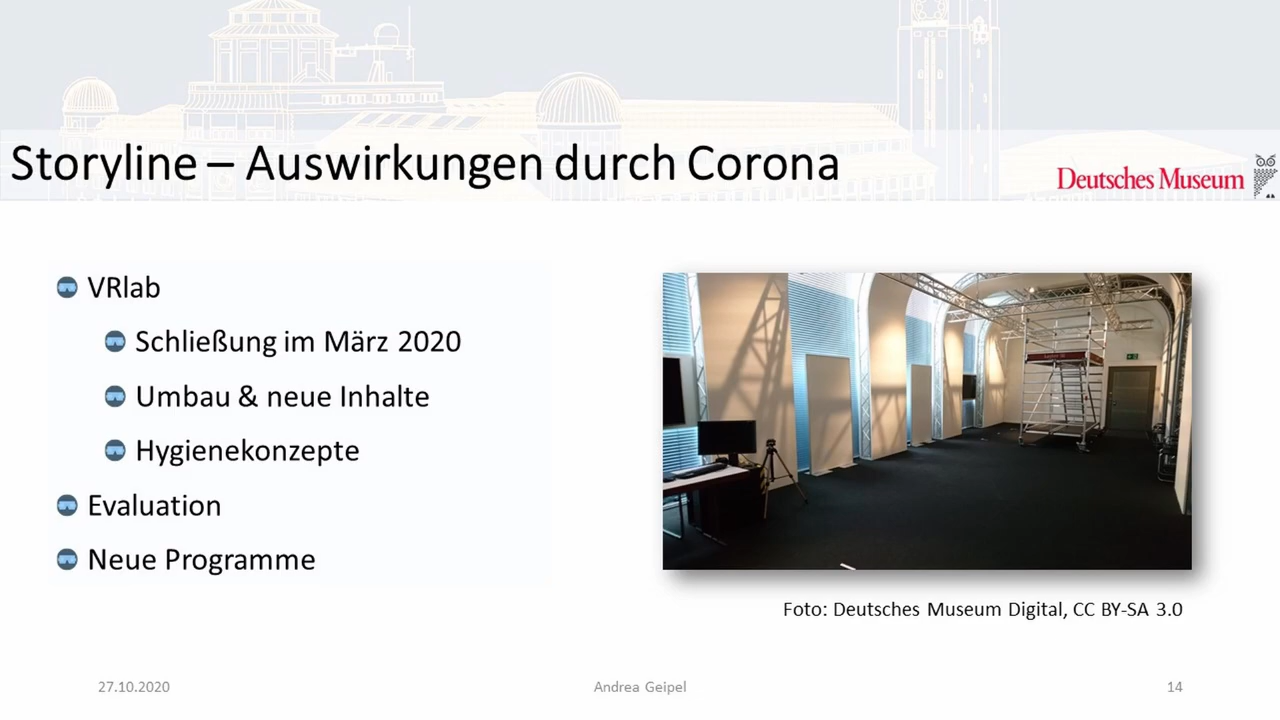 Storyline – Auswirkungen durch Corona
Deutsches Museum
VRlab
Schließung im März 2020
Umbau & neue Inhalte
Hygienekonzepte
Evaluation
Neue Programme
Foto: Deutsches Museum Digital, CC BY-SA 3.0
27.10.2020
Andrea Geipel
14